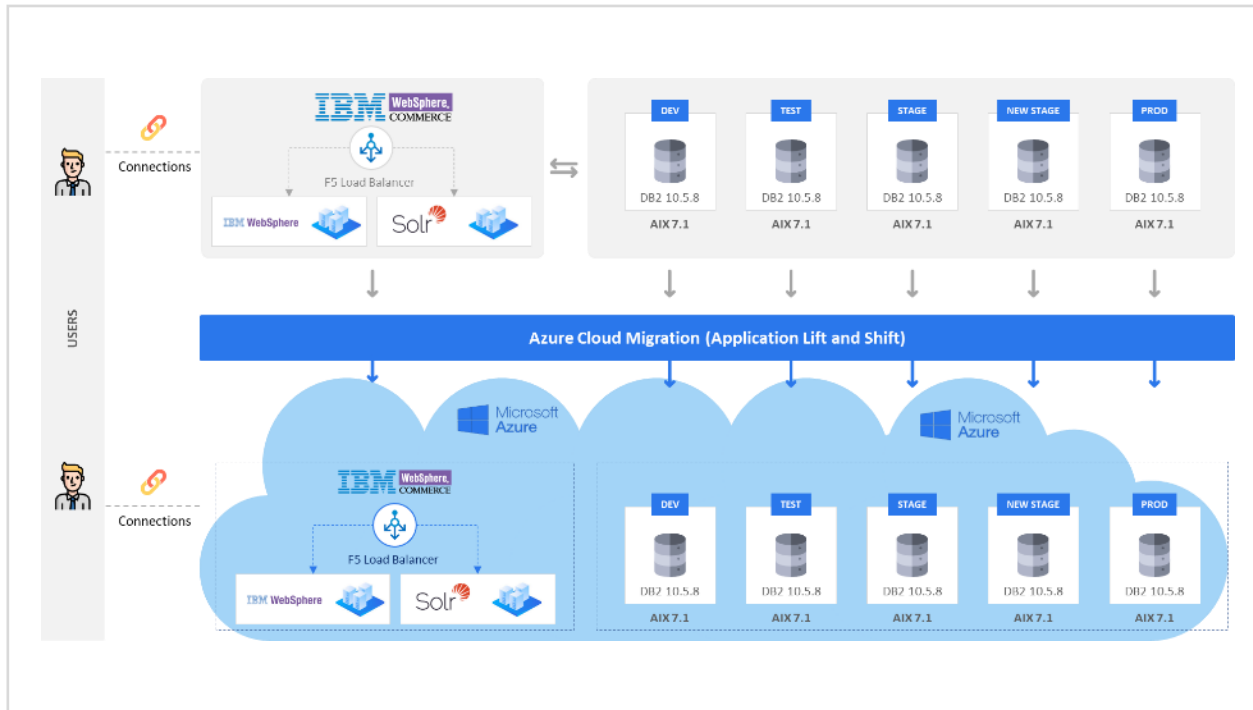 IBM WebSphere.
COMMERCE
DEV
TEST
STAGE
NEW STAGE
PROD
Connections
F5 Load Balancer
DB2 10.5.8
DB2 10.5.8
DB2 10.5.8
DB2 10.5.8
DB2 10.5.8
IBM WebSphere
Solr
AIX 7.1
AIX 7.1
AIX 7.1
AIX 7.1
AIX 7.1
USERS
Azure Cloud Migration (Application Lift and Shift)
Microsoft
Azure
Microsoft
Azure
IBM WebSphere.
COMMERCE
DEV
TEST
STAGE
NEW STAGE
PROD
Connections
F5 Load Balancer
DB2 10.5.8
DB2 10.5.8
DB2 10.5.8
DB2 10.5.8
DB2 10.5.8
IBM WebSphere
Solr
AIX 7.1
AIX 7.1
AIX 7.1
AIX 7.1
AIX 7.1